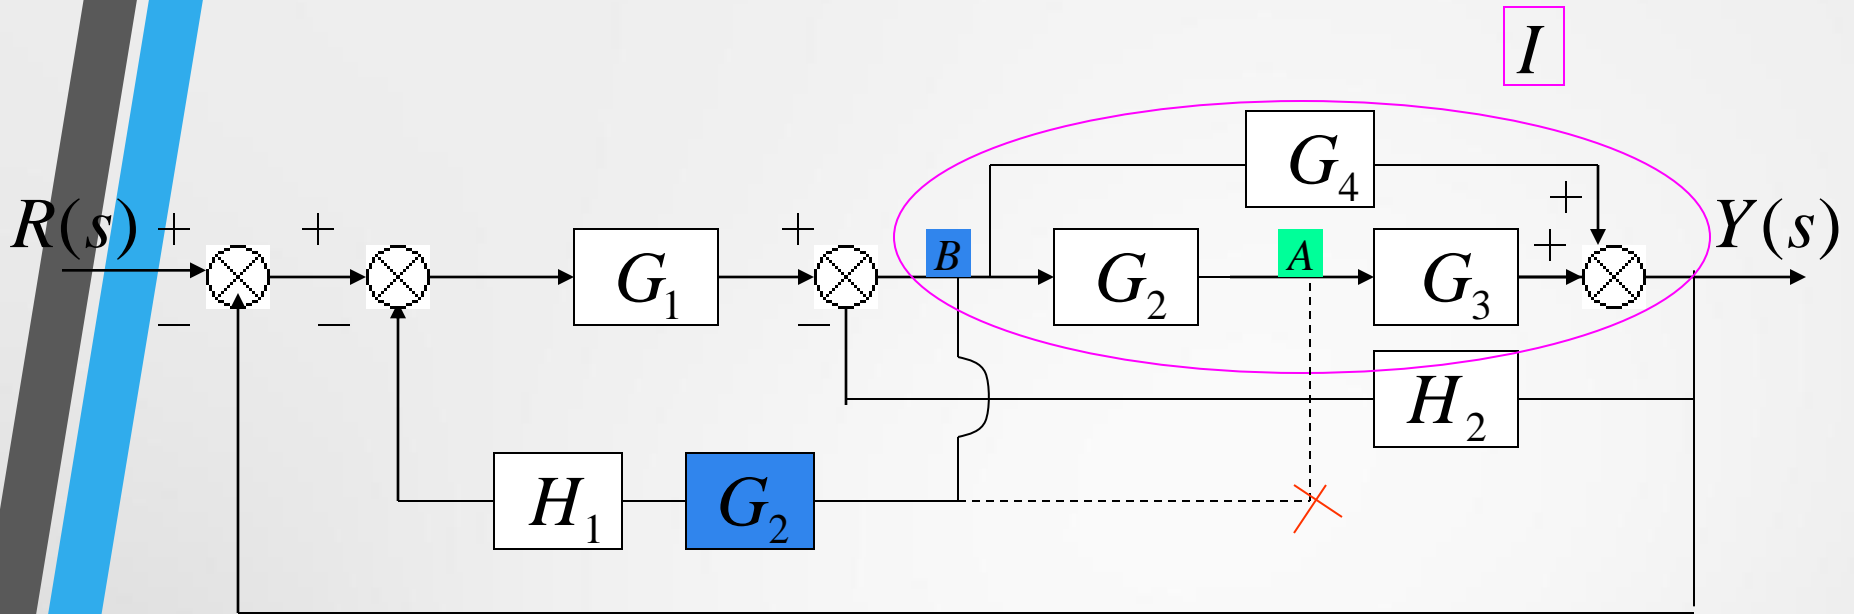 I
G₄
R(s) + + + B A + + Y(s)
G₁ G₂ G₃
− − −
H₂
H₁ G₂